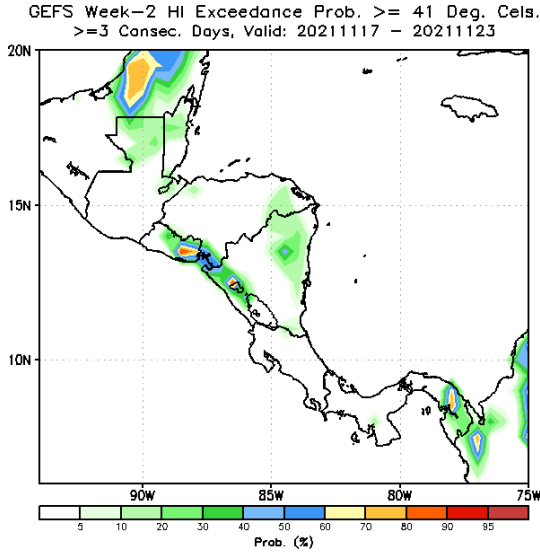 GEFS Week-2 HI Exceedance Prob. >= 41 Deg. Cels.
>=3 Consec. Days, Valid: 20211117 - 20211123
20N
15N
10N
90W 85W 80W 75W
5 10 20 30 40 50 60 70 80 90 95
Prob. (%)